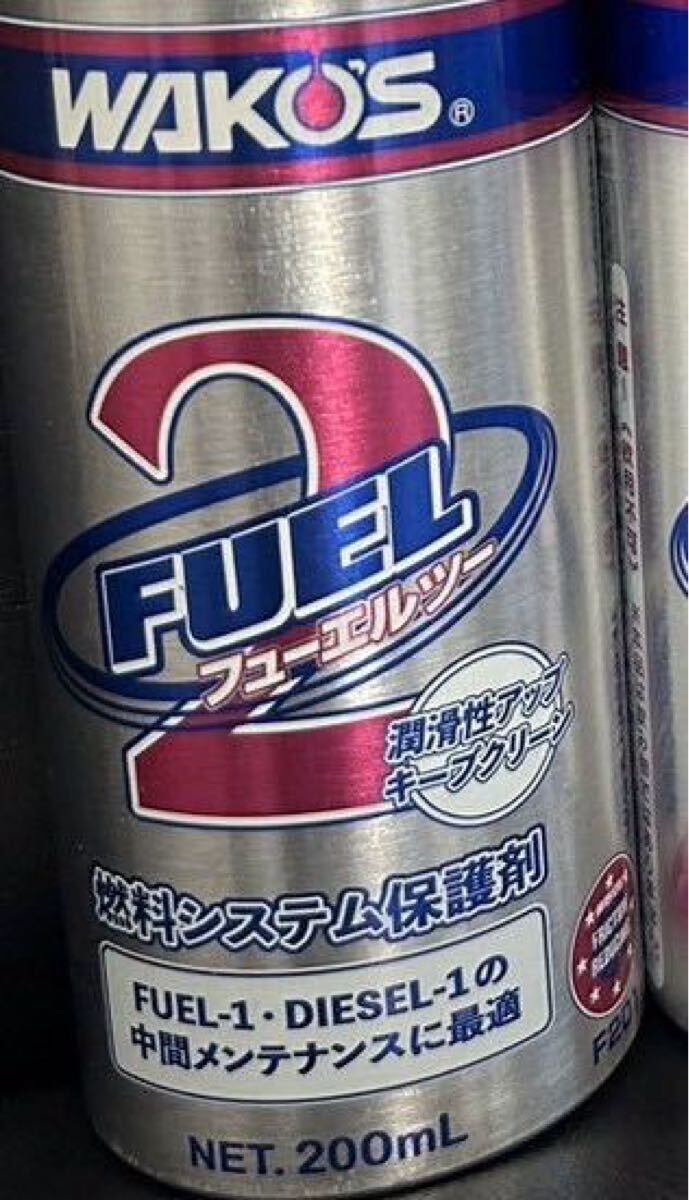 WAKO'S®
2
FUEL
フューエルツー
潤滑性アップ
キープクリーン
燃料システム保護剤
FUEL-1・DIESEL-1の
中間メンテナンスに最適
NET. 200mL